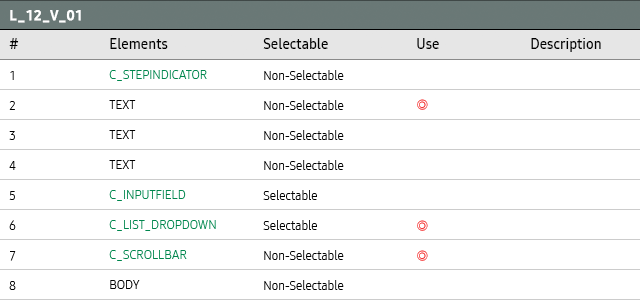 L_12_V_01
# Elements Selectable Use Description
1 C_STEPINDICATOR Non-Selectable
2 TEXT Non-Selectable ◎
3 TEXT Non-Selectable
4 TEXT Non-Selectable
5 C_INPUTFIELD Selectable
6 C_LIST_DROPDOWN Selectable ◎
7 C_SCROLLBAR Non-Selectable ◎
8 BODY Non-Selectable